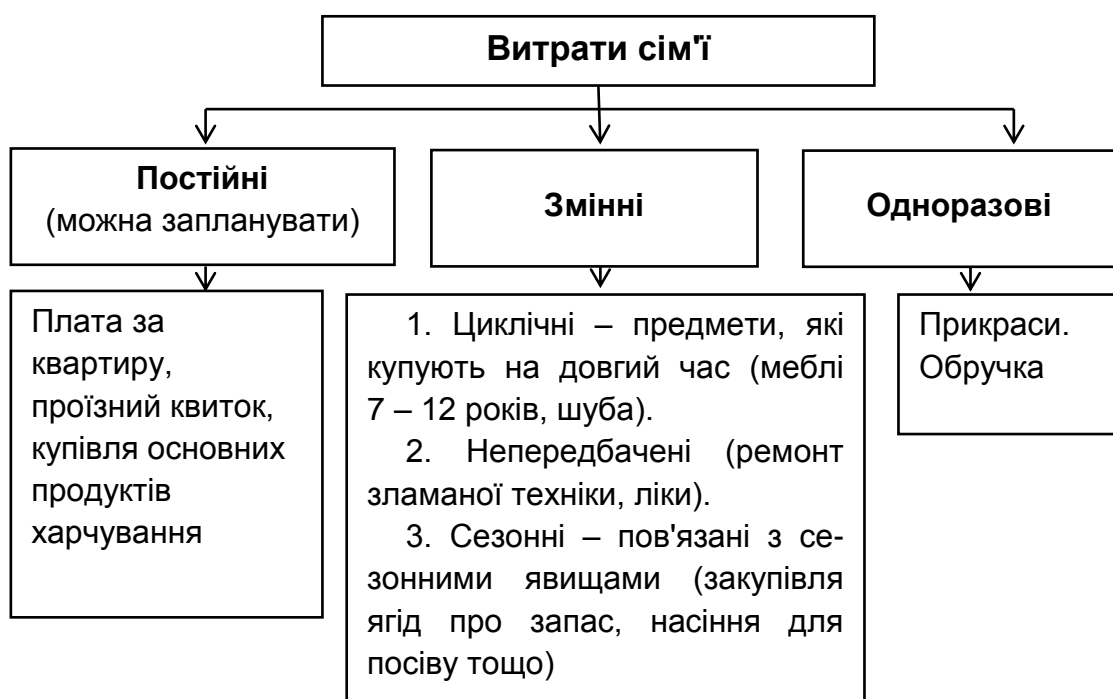 Витрати сім'ї
Постійні
(можна запланувати)
Змінні
Одноразові
Плата за
квартиру,
проїзний квиток,
купівля основних
продуктів
харчування
1. Циклічні – предмети, які
купують на довгий час (меблі
7 – 12 років, шуба).
2. Непередбачені (ремонт
зламаної техніки, ліки).
3. Сезонні – пов'язані з се-
зонними явищами (закупівля
ягід про запас, насіння для
посіву тощо)
Прикраси.
Обручка